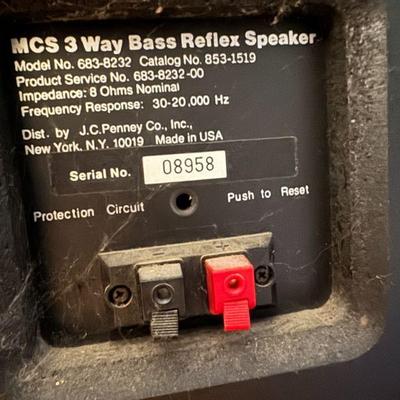 MCS 3 Way Bass Reflex Speaker
Model No. 683-8232 Catalog No. 853-1519
Product Service No. 683-8232-00
Impedance: 8 Ohms Nominal
Frequency Response: 30-20,000 Hz
Dist. by J.C.Penney Co., Inc.,
New York. N.Y. 10019 Made in USA
Serial No. 08958
Protection Circuit Push to Reset
- +